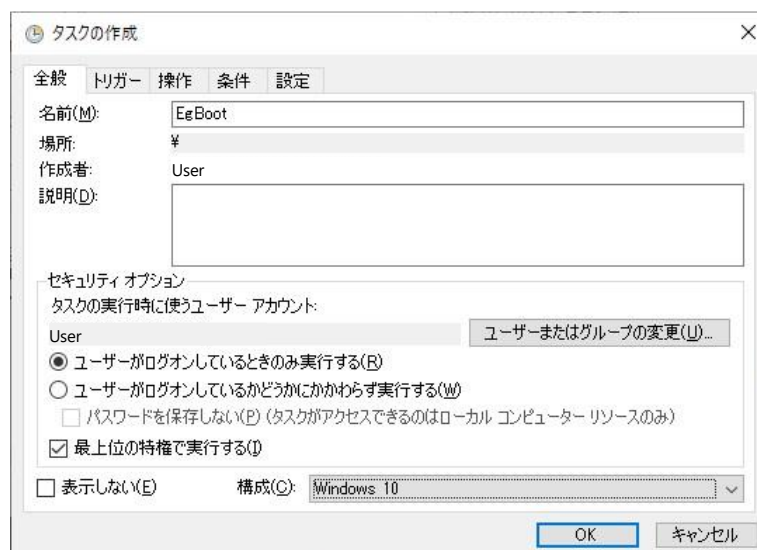 タスクの作成
全般 トリガー 操作 条件 設定
名前(M): EgBoot
場所: ¥
作成者: User
説明(D):
セキュリティ オプション
タスクの実行時に使うユーザー アカウント:
User ユーザーまたはグループの変更(U)...
ユーザーがログオンしているときのみ実行する(R)
ユーザーがログオンしているかどうかにかかわらず実行する(W)
パスワードを保存しない(P) (タスクがアクセスできるのはローカル コンピューター リソースのみ)
最上位の特権で実行する(I)
表示しない(E) 構成(C): Windows 10
OK キャンセル